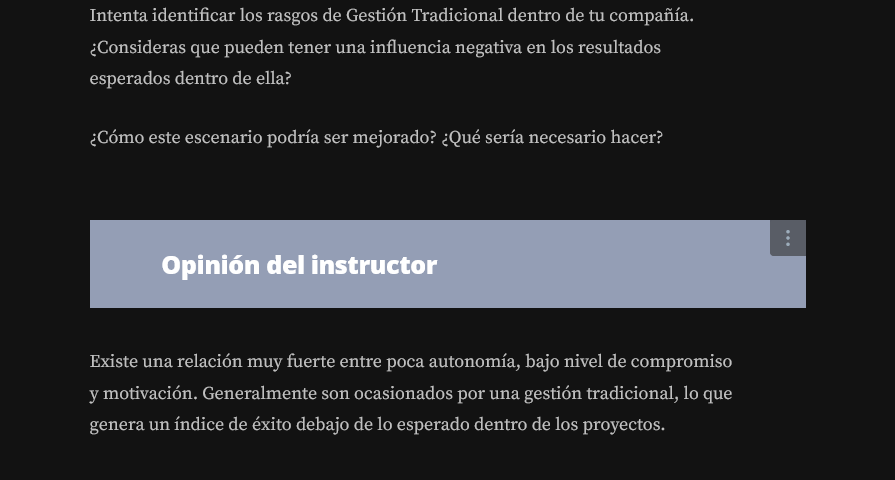 Intenta identificar los rasgos de Gestión Tradicional dentro de tu compañía.
¿Consideras que pueden tener una influencia negativa en los resultados
esperados dentro de ella?
¿Cómo este escenario podría ser mejorado? ¿Qué sería necesario hacer?
Opinión del instructor
Existe una relación muy fuerte entre poca autonomía, bajo nivel de compromiso
y motivación. Generalmente son ocasionados por una gestión tradicional, lo que
genera un índice de éxito debajo de lo esperado dentro de los proyectos.